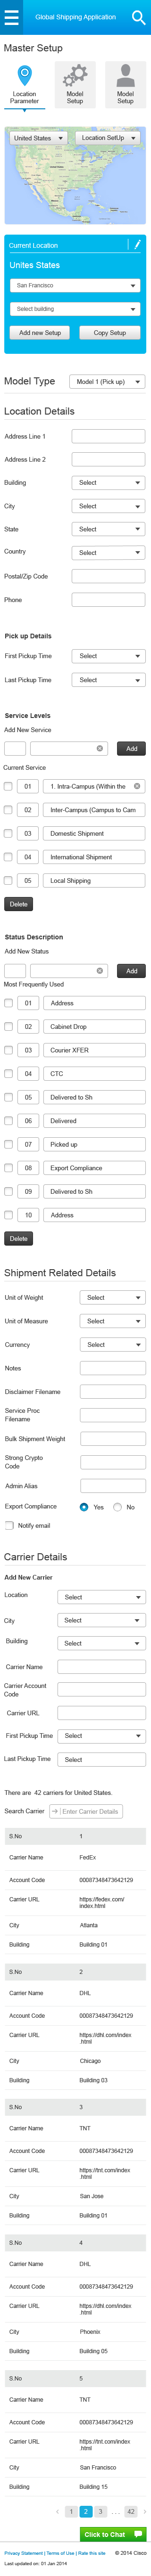 Global Shipping Application
Master Setup
Location
Parameter
Model
Setup
Model
Setup
United States
Location SetUp
Current Location
Unites States
San Francisco
Select building
Add new Setup
Copy Setup
Model Type
Model 1 (Pick up)
Location Details
Address Line 1
Address Line 2
Building Select
City Select
State Select
Country Select
Postal/Zip Code
Phone
Pick up Details
First Pickup Time Select
Last Pickup Time Select
Service Levels
Add New Service
Add
Current Service
01 1. Intra-Campus (Within the
02 Inter-Campus (Campus to Cam
03 Domestic Shipment
04 International Shipment
05 Local Shipping
Delete
Status Description
Add New Status
Add
Most Frequently Used
01 Address
02 Cabinet Drop
03 Courier XFER
04 CTC
05 Delivered to Sh
06 Delivered
07 Picked up
08 Export Compliance
09 Delivered to Sh
10 Address
Delete
Shipment Related Details
Unit of Weight Select
Unit of Measure Select
Currency Select
Notes
Disclaimer Filename
Service Proc
Filename
Bulk Shipment Weight
Strong Crypto
Code
Admin Alias
Export Compliance Yes No
Notify email
Carrier Details
Add New Carrier
Location Select
City Select
Building Select
Carrier Name
Carrier Account
Code
Carrier URL
First Pickup Time Select
Last Pickup Time Select
There are 42 carriers for United States.
Search Carrier Enter Carrier Details
S.No 1
Carrier Name FedEx
Account Code 00087348473642129
Carrier URL https://fedex.com/
index.html
City Atlanta
Building Building 01
S.No 2
Carrier Name DHL
Account Code 00087348473642129
Carrier URL https://dhl.com/index
.html
City Chicago
Building Building 03
S.No 3
Carrier Name TNT
Account Code 00087348473642129
Carrier URL https://tnt.com/index
.html
City San Jose
Building Building 01
S.No 4
Carrier Name DHL
Account Code 00087348473642129
Carrier URL https://dhl.com/index
.html
City Phoenix
Building Building 05
S.No 5
Carrier Name TNT
Account Code 00087348473642129
Carrier URL https://tnt.com/index
.html
City San Francisco
Building Building 15
1 2 3 ... 42
Click to Chat
Privacy Statement | Terms of Use | Rate this site © 2014 Cisco
Last updated on: 01 Jan 2014